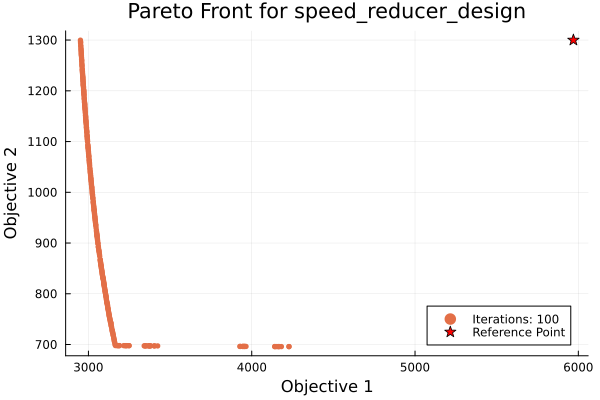 Pareto Front for speed_reducer_design
Objective 2
1300
1200
1100
1000
900
800
700
3000
4000
5000
6000
Objective 1
Iterations: 100
Reference Point